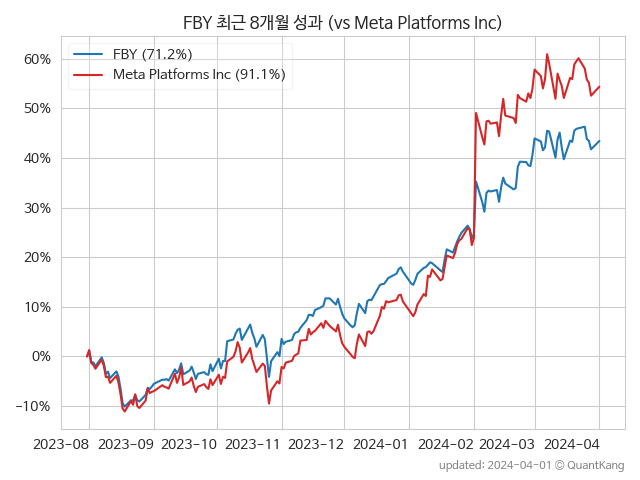 FBY 최근 8개월 성과 (vs Meta Platforms Inc)
FBY (71.2%)
Meta Platforms Inc (91.1%)
60%
50%
40%
30%
20%
10%
0%
−10%
2023-08 2023-09 2023-10 2023-11 2023-12 2024-01 2024-02 2024-03 2024-04
updated: 2024-04-01 © QuantKang